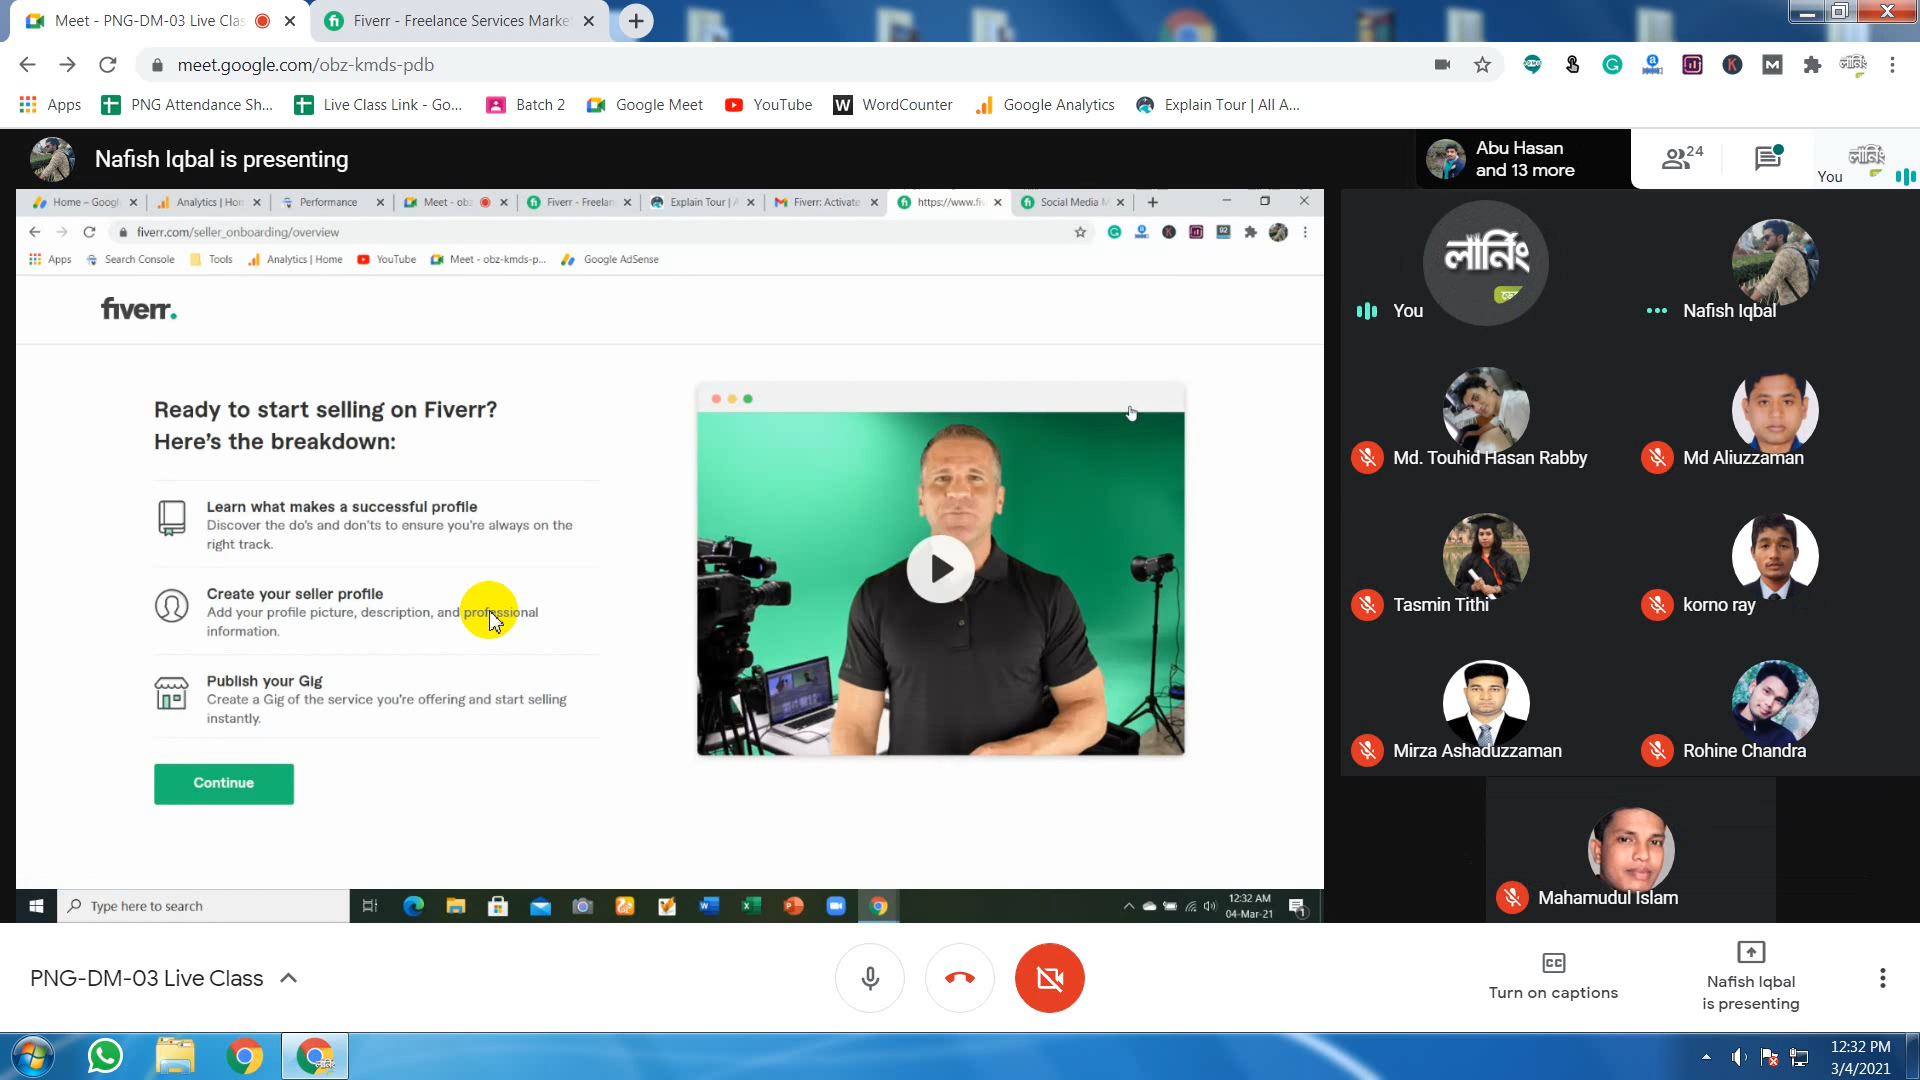 Meet - PNG-DM-03 Live Clas
Fiverr - Freelance Services Marke
meet.google.com/obz-kmds-pdb
Apps
PNG Attendance Sh...
Live Class Link - Go...
Batch 2
Google Meet
YouTube
WordCounter
Google Analytics
Explain Tour | All A...
Nafish Iqbal is presenting
Abu Hasan
and 13 more
24
লার্নিং
You
Home – Googl
Analytics | Hom
Performance
Meet - obz
Fiverr - Freelan
Explain Tour | A
Fiverr: Activate
https://www.fiv
Social Media M
fiverr.com/seller_onboarding/overview
Apps
Search Console
Tools
Analytics | Home
YouTube
Meet - obz-kmds-p...
Google AdSense
fiverr.
Ready to start selling on Fiverr?
Here's the breakdown:
Learn what makes a successful profile
Discover the do's and don'ts to ensure you're always on the
right track.
Create your seller profile
Add your profile picture, description, and professional
information.
Publish your Gig
Create a Gig of the service you're offering and start selling
instantly.
Continue
লার্নিং
You
Nafish Iqbal
Md. Touhid Hasan Rabby
Md Aliuzzaman
Tasmin Tithi
korno ray
Mirza Ashaduzzaman
Rohine Chandra
Mahamudul Islam
Type here to search
12:32 AM
04-Mar-21
PNG-DM-03 Live Class
Turn on captions
Nafish Iqbal
is presenting
12:32 PM
3/4/2021